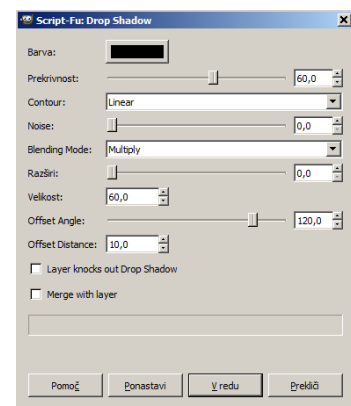 Script-Fu: Drop Shadow
Barva:
Prekrivnost: 60,0
Contour: Linear
Noise: 0,0
Blending Mode: Multiply
Razširi: 0,0
Velikost: 60,0
Offset Angle: 120,0
Offset Distance: 10,0
Layer knocks out Drop Shadow
Merge with layer
Pomoč Ponastavi V redu Prekliči